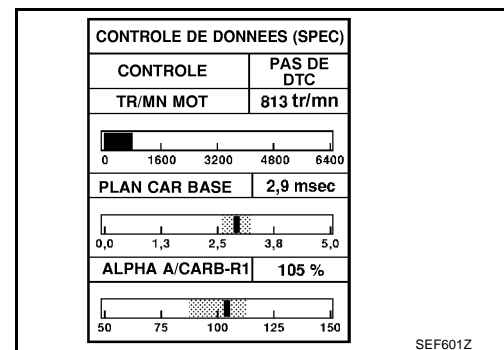 CONTROLE DE DONNEES (SPEC)
CONTROLE PAS DE
DTC
TR/MN MOT 813 tr/mn
0 1600 3200 4800 6400
PLAN CAR BASE 2,9 msec
0,0 1,3 2,5 3,8 5,0
ALPHA A/CARB-R1 105 %
50 75 100 125 150
SEF601Z